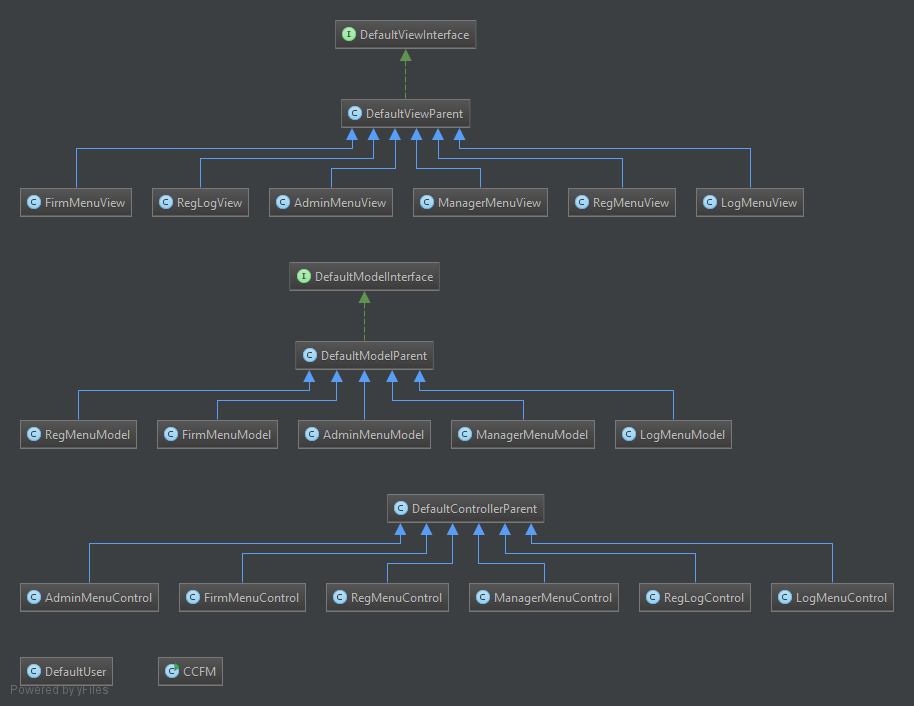 I DefaultViewInterface
C DefaultViewParent
C FirmMenuView C RegLogView C AdminMenuView C ManagerMenuView C RegMenuView C LogMenuView
I DefaultModelInterface
C DefaultModelParent
C RegMenuModel C FirmMenuModel C AdminMenuModel C ManagerMenuModel C LogMenuModel
C DefaultControllerParent
C AdminMenuControl C FirmMenuControl C RegMenuControl C ManagerMenuControl C RegLogControl C LogMenuControl
C DefaultUser C CCFM
Powered by yFiles